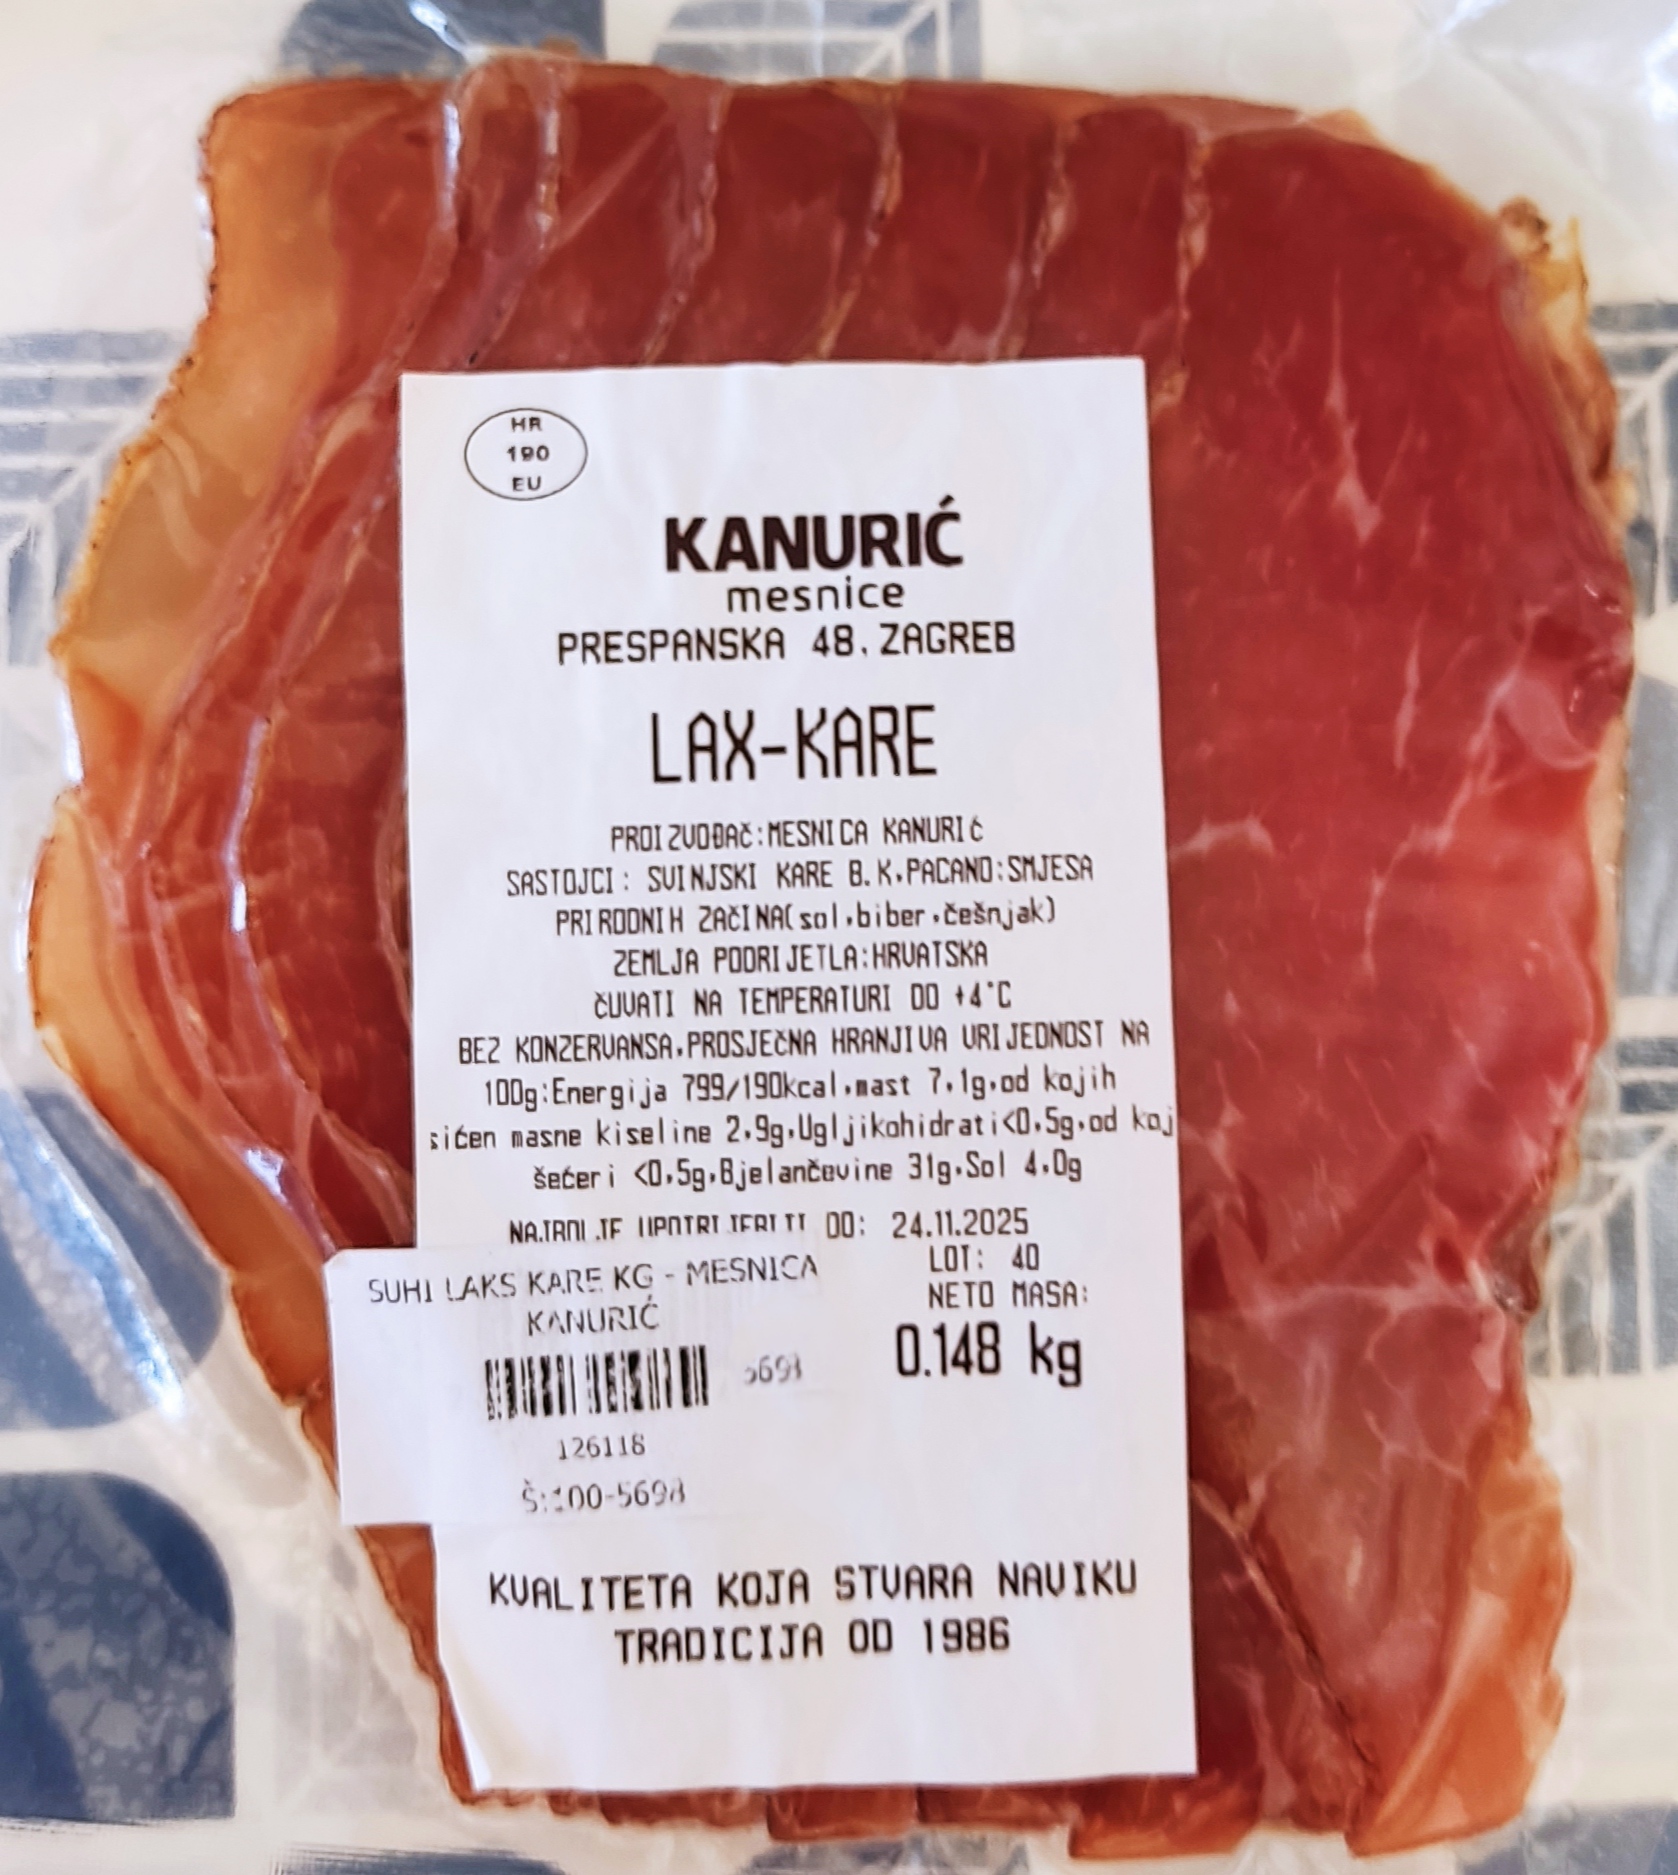 HR
190
EU
KANURIĆ
mesnice
PRESPANSKA 48, ZAGREB
LAX-KARE
PROIZVOĐAČ:MESNICA KANURIĆ
SASTOJCI: SVINJSKI KARE B.K,PACANO:SMJESA
PRIRODNIH ZAČINA(sol,biber,češnjak)
ZEMLJA PODRIJETLA:HRVATSKA
ČUVATI NA TEMPERATURI DO +4°C
BEZ KONZERVANSA,PROSJEČNA HRANJIVA VRIJEDNOST NA
100g:Energija 799/190kcal,mast 7,1g,od kojih
sićen masne kiseline 2,9g,Ugljikohidrati<0,5g,od koj
šećeri <0,5g,Bjelančevine 31g,Sol 4,0g
NAJBOLJE UPOTRIJEBITI DO: 24.11.2025
LOT: 40
NETO MASA:
0.148 kg
SUHI LAKS KARE KG - MESNICA
KANURIĆ
126118
KVALITETA KOJA STVARA NAVIKU
TRADICIJA OD 1986